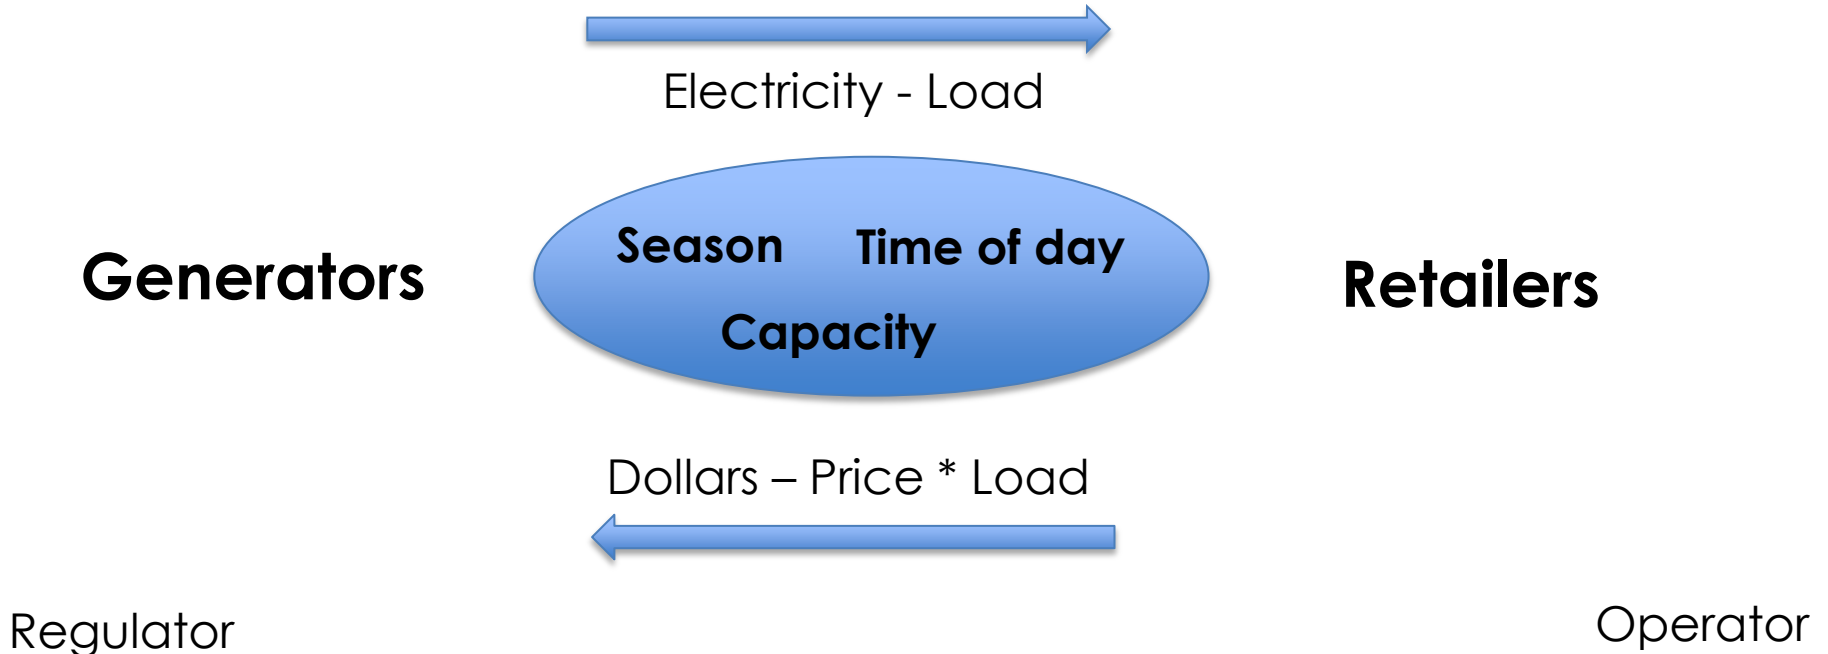 Electricity - Load
Season Time of day
Generators
Retailers
Capacity
Dollars – Price * Load
Regulator
Operator